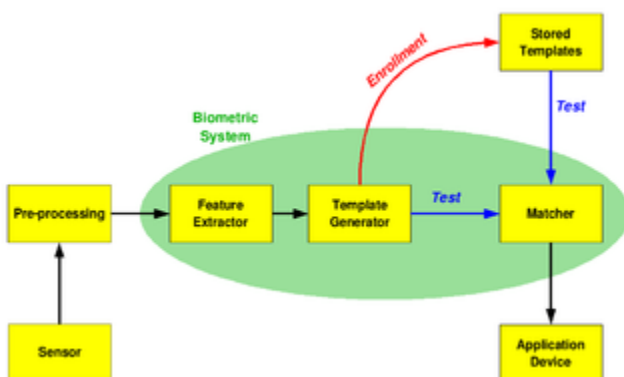 Enrollment
Stored
Templates
Test
Biometric
System
Pre-processing
Feature
Extractor
Template
Generator
Test
Matcher
Sensor
Application
Device